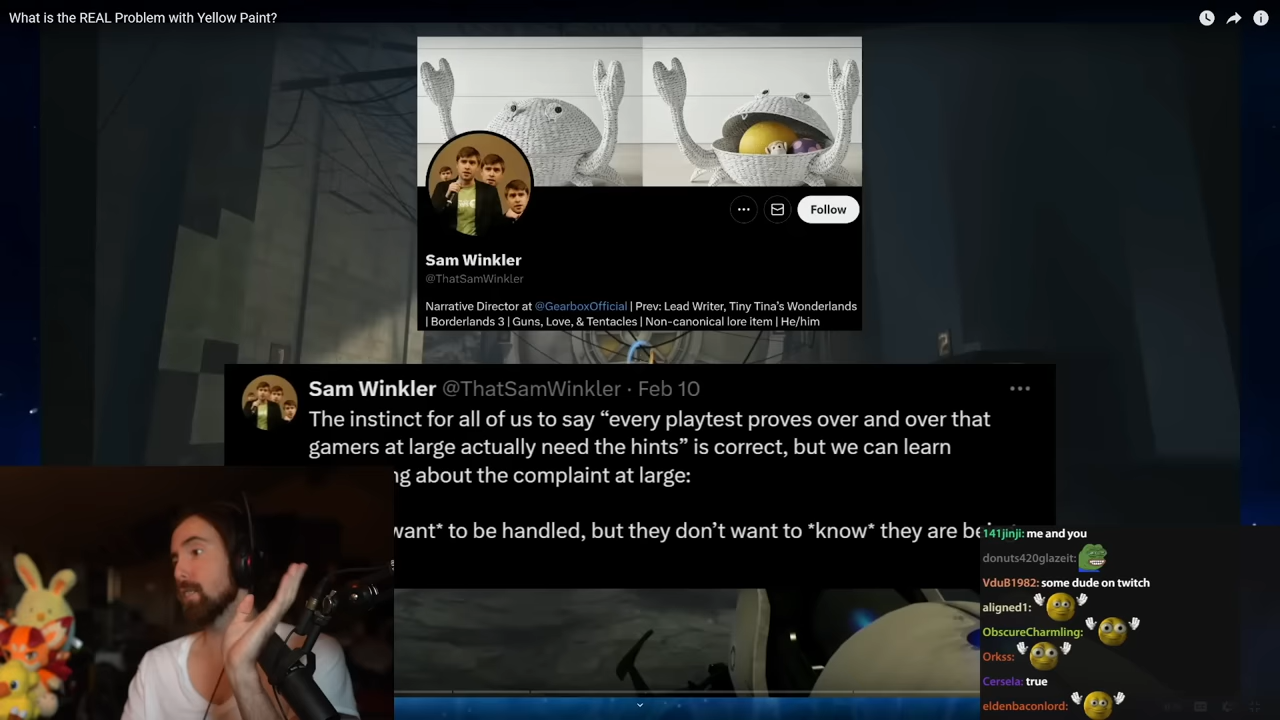 What is the REAL Problem with Yellow Paint?
Follow
Sam Winkler
@ThatSamWinkler
Narrative Director at @GearboxOfficial | Prev: Lead Writer, Tiny Tina's Wonderlands
| Borderlands 3 | Guns, Love, & Tentacles | Non-canonical lore item | He/him
Sam Winkler @ThatSamWinkler · Feb 10
The instinct for all of us to say “every playtest proves over and over that
gamers at large actually need the hints” is correct, but we can learn
about the complaint at large:
want* to be handled, but they don’t want to *know* they are
141jinji: me and you
donuts420glazeit:
VduB1982: some dude on twitch
aligned1:
ObscureCharmling:
Orkss:
Cersela: true
eldenbaconlord: